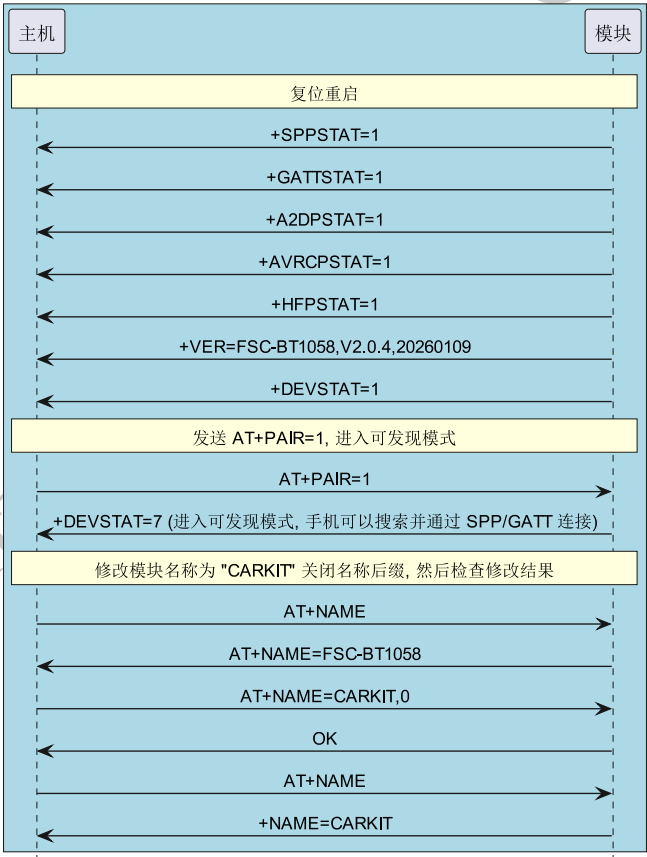 主机
模块
复位重启
+SPPSTAT=1
+GATTSTAT=1
+A2DPSTAT=1
+AVRCPSTAT=1
+HFPSTAT=1
+VER=FSC-BT1058,V2.0.4,20260109
+DEVSTAT=1
发送 AT+PAIR=1, 进入可发现模式
AT+PAIR=1
+DEVSTAT=7 (进入可发现模式, 手机可以搜索并通过 SPP/GATT 连接)
修改模块名称为 "CARKIT" 关闭名称后缀, 然后检查修改结果
AT+NAME
AT+NAME=FSC-BT1058
AT+NAME=CARKIT,0
OK
AT+NAME
+NAME=CARKIT